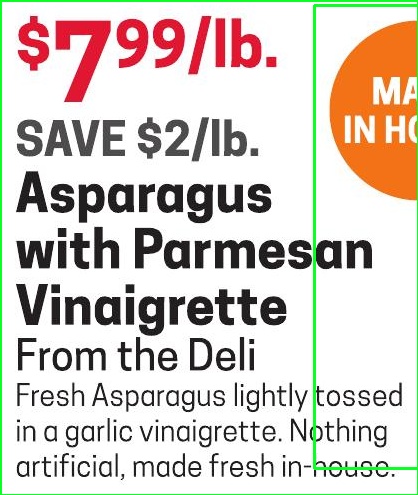 $7.99/lb.
SAVE $2/lb.
Asparagus
with Parmesan
Vinaigrette
From the Deli
Fresh Asparagus lightly tossed
in a garlic vinaigrette. Nothing
artificial, made fresh in-house.
IN